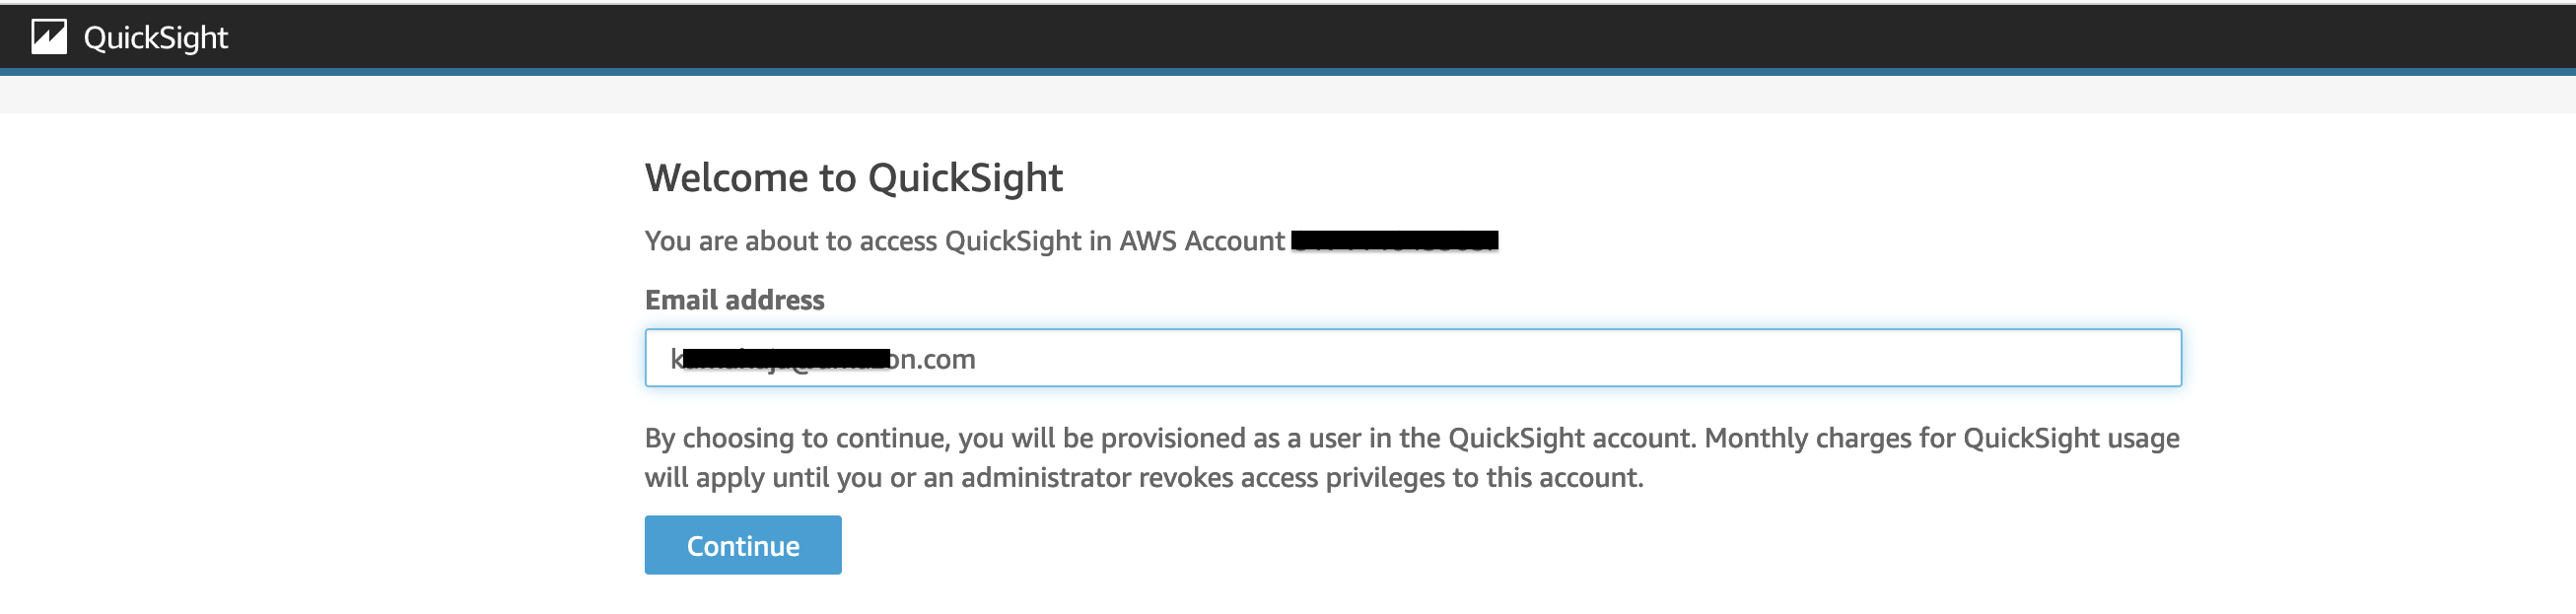 QuickSight
Welcome to QuickSight
You are about to access QuickSight in AWS Account
Email address
on.com
By choosing to continue, you will be provisioned as a user in the QuickSight account. Monthly charges for QuickSight usage
will apply until you or an administrator revokes access privileges to this account.
Continue